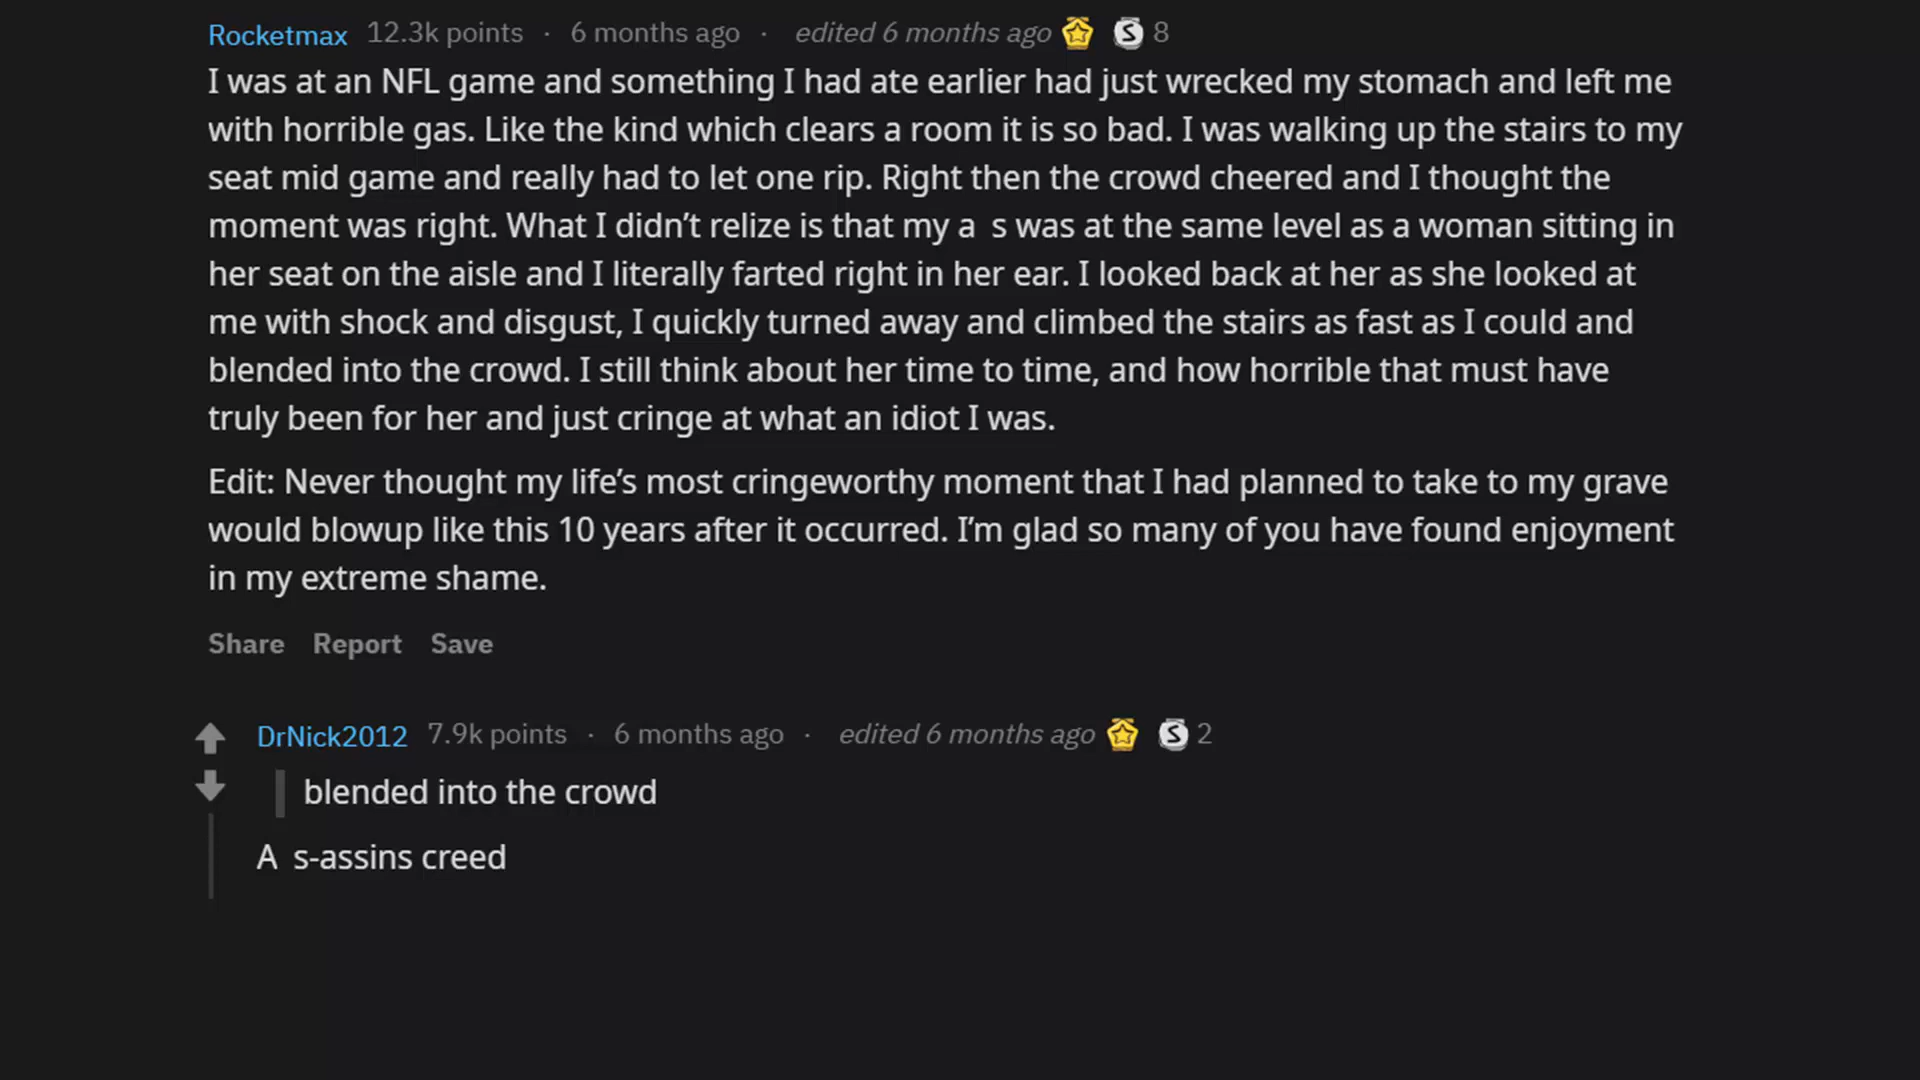 Rocketmax 12.3k points · 6 months ago · edited 6 months ago S 8
I was at an NFL game and something I had ate earlier had just wrecked my stomach and left me
with horrible gas. Like the kind which clears a room it is so bad. I was walking up the stairs to my
seat mid game and really had to let one rip. Right then the crowd cheered and I thought the
moment was right. What I didn’t relize is that my a s was at the same level as a woman sitting in
her seat on the aisle and I literally farted right in her ear. I looked back at her as she looked at
me with shock and disgust, I quickly turned away and climbed the stairs as fast as I could and
blended into the crowd. I still think about her time to time, and how horrible that must have
truly been for her and just cringe at what an idiot I was.
Edit: Never thought my life’s most cringeworthy moment that I had planned to take to my grave
would blowup like this 10 years after it occurred. I’m glad so many of you have found enjoyment
in my extreme shame.
Share Report Save
DrNick2012 7.9k points · 6 months ago · edited 6 months ago S 2
blended into the crowd
A s-assins creed